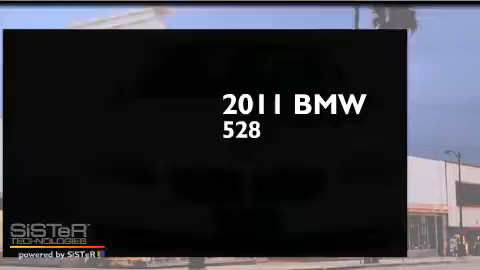 2011 BMW
528
SiSTeR
TECHNOLOGIES
powered by SiSTeR